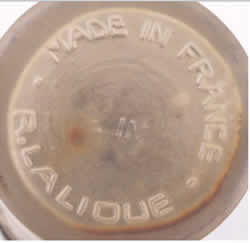 · MADE IN FRANCE ·
R.LALIQUE